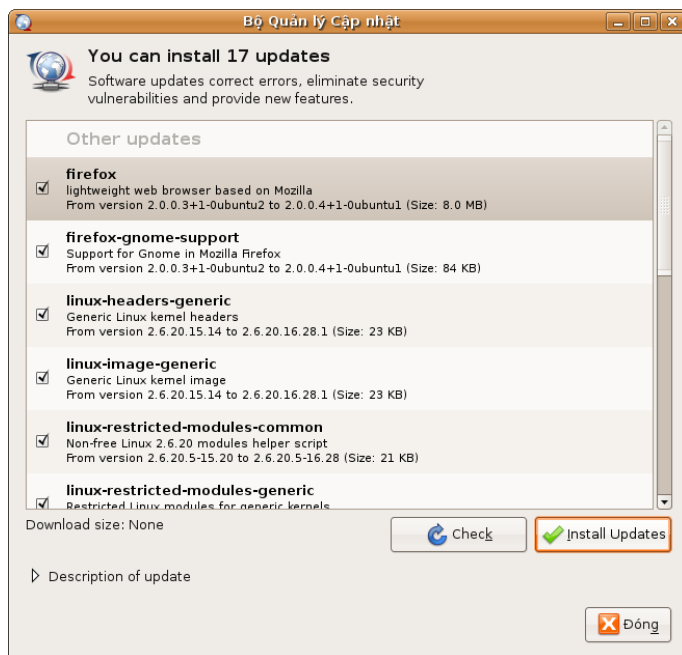 Bộ Quản lý Cập nhật
You can install 17 updates
Software updates correct errors, eliminate security
vulnerabilities and provide new features.
Other updates
firefox
lightweight web browser based on Mozilla
From version 2.0.0.3+1-0ubuntu2 to 2.0.0.4+1-0ubuntu1 (Size: 8.0 MB)
firefox-gnome-support
Support for Gnome in Mozilla Firefox
From version 2.0.0.3+1-0ubuntu2 to 2.0.0.4+1-0ubuntu1 (Size: 84 KB)
linux-headers-generic
Generic Linux kernel headers
From version 2.6.20.15.14 to 2.6.20.16.28.1 (Size: 23 KB)
linux-image-generic
Generic Linux kernel image
From version 2.6.20.15.14 to 2.6.20.16.28.1 (Size: 23 KB)
linux-restricted-modules-common
Non-free Linux 2.6.20 modules helper script
From version 2.6.20.5-15.20 to 2.6.20.5-16.28 (Size: 21 KB)
linux-restricted-modules-generic
Restricted Linux modules for generic kernels
Download size: None
Check
Install Updates
Description of update
Đóng